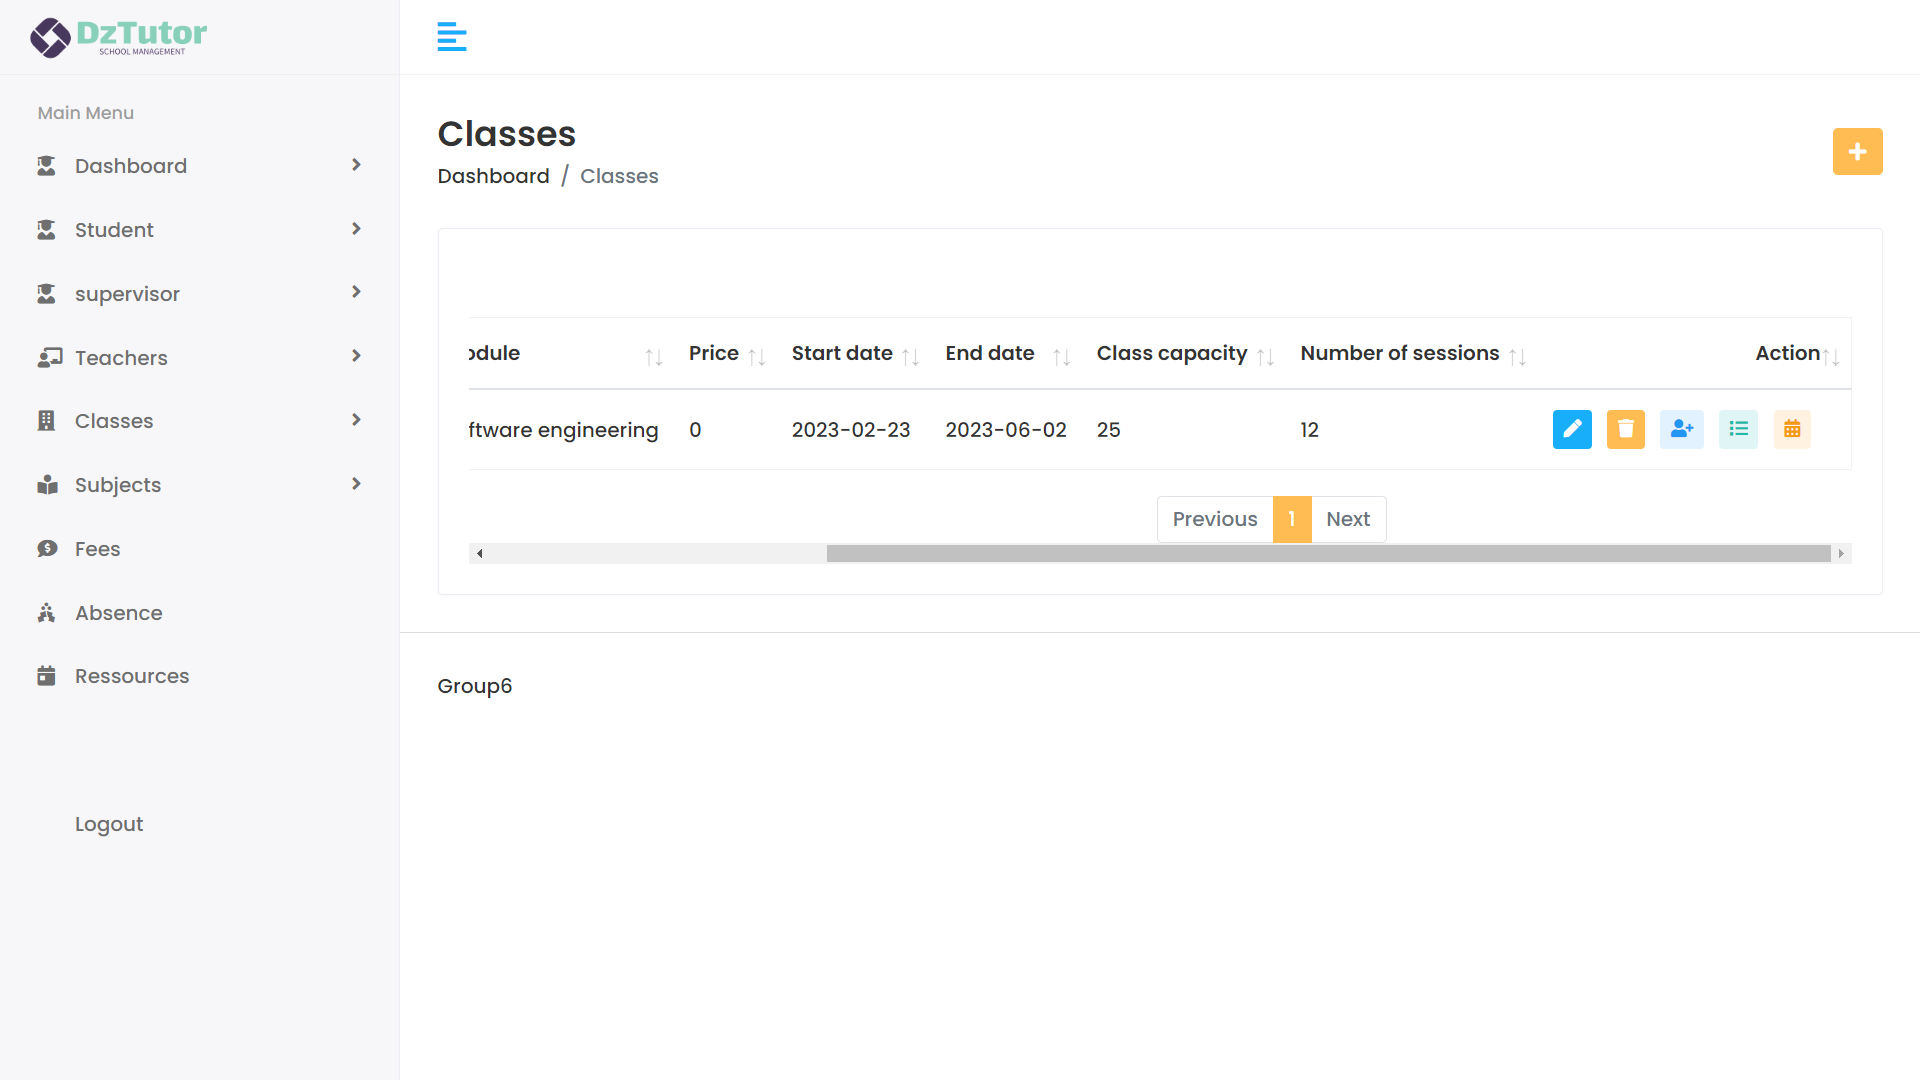 DzTutor
SCHOOL MANAGEMENT
Main Menu
Dashboard
Student
supervisor
Teachers
Classes
Subjects
Fees
Absence
Ressources
Logout
Classes
Dashboard / Classes
odule Price Start date End date Class capacity Number of sessions Action
ftware engineering 0 2023-02-23 2023-06-02 25 12
Previous 1 Next
Group6